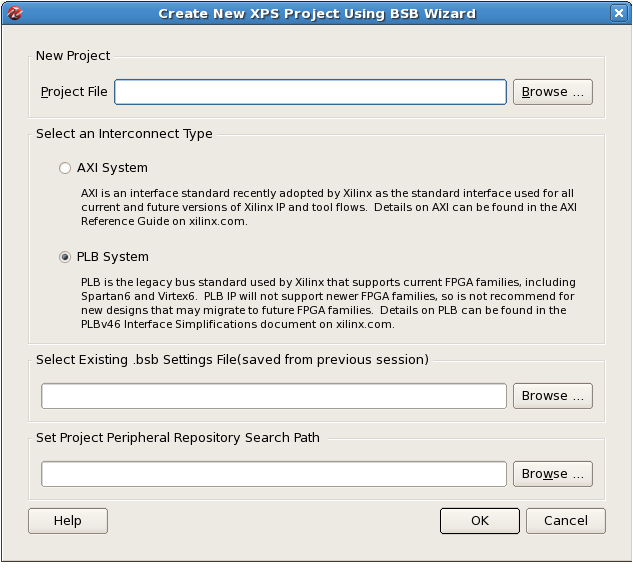 Create New XPS Project Using BSB Wizard
New Project
Project File
Browse ...
Select an Interconnect Type
AXI System
AXI is an interface standard recently adopted by Xilinx as the standard interface used for all
current and future versions of Xilinx IP and tool flows.  Details on AXI can be found in the AXI
Reference Guide on xilinx.com.
PLB System
PLB is the legacy bus standard used by Xilinx that supports current FPGA families, including
Spartan6 and Virtex6.  PLB IP will not support newer FPGA families, so is not recommend for
new designs that may migrate to future FPGA families.  Details on PLB can be found in the
PLBv46 Interface Simplifications document on xilinx.com.
Select Existing .bsb Settings File(saved from previous session)
Browse ...
Set Project Peripheral Repository Search Path
Browse ...
Help
OK
Cancel